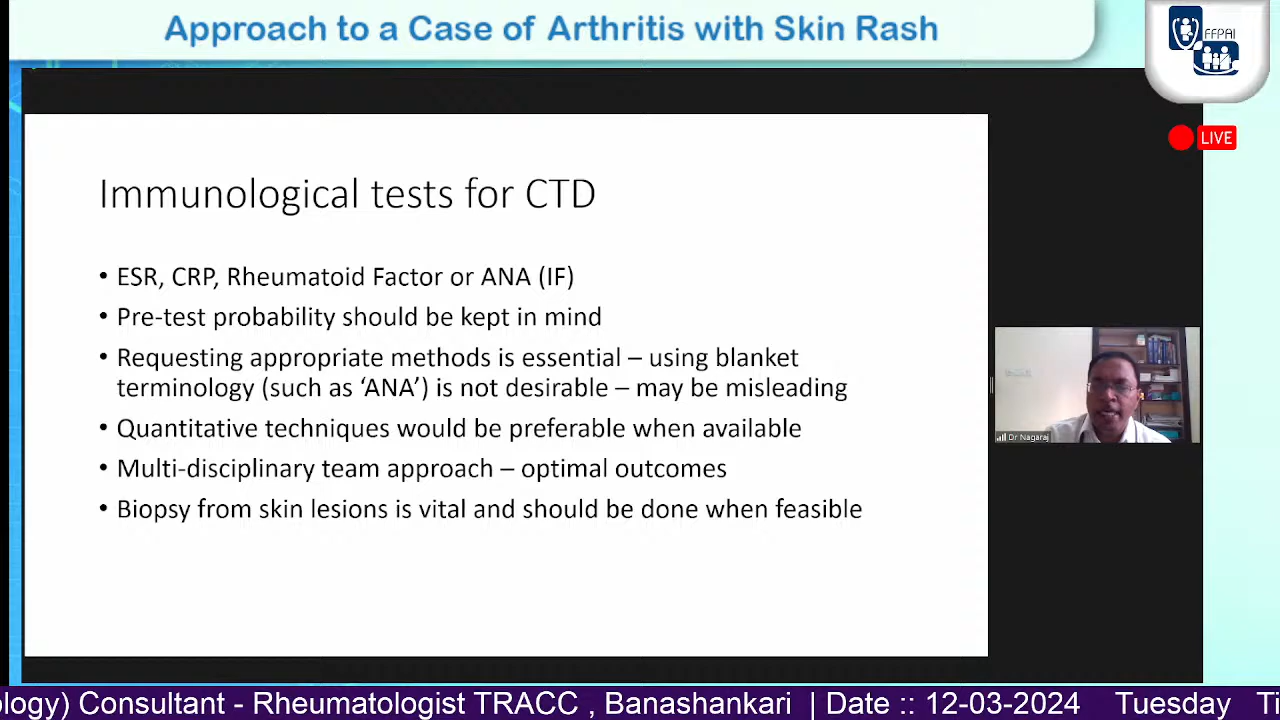 Approach to a Case of Arthritis with Skin Rash
FFPAI
LIVE
Immunological tests for CTD
• ESR, CRP, Rheumatoid Factor or ANA (IF)
• Pre-test probability should be kept in mind
• Requesting appropriate methods is essential – using blanket
terminology (such as ‘ANA’) is not desirable – may be misleading
• Quantitative techniques would be preferable when available
• Multi-disciplinary team approach – optimal outcomes
• Biopsy from skin lesions is vital and should be done when feasible
Dr Nagaraj
ology) Consultant - Rheumatologist TRACC , Banashankari | Date :: 12-03-2024 Tuesday Ti